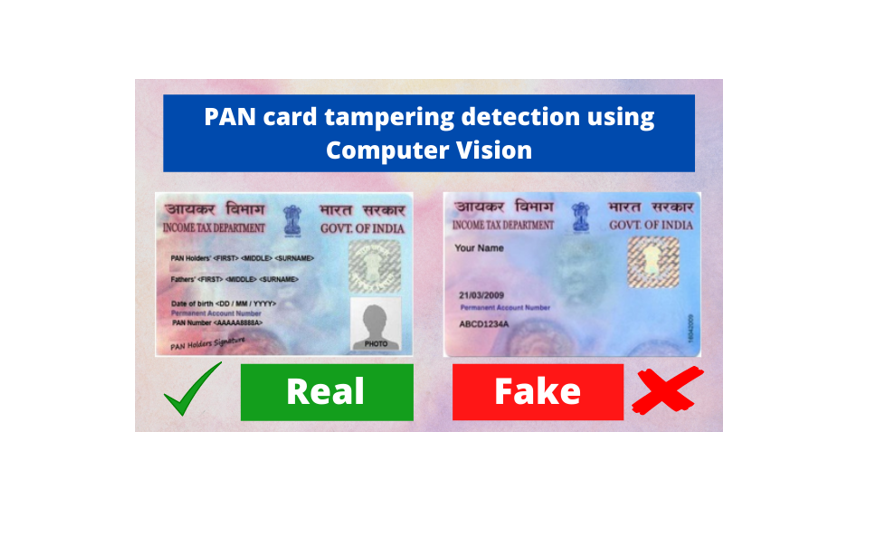 PAN card tampering detection using
Computer Vision
आयकर विभाग
भारत सरकार
INCOME TAX DEPARTMENT
GOVT. OF INDIA
PAN Holders' <FIRST> <MIDDLE> <SURNAME>
Fathers' <FIRST> <MIDDLE> <SURNAME>
Date of birth <DD / MM / YYYY>
Permanent Account Number
PAN Number <AAAAA8888A>
PAN Holders Signature
PHOTO
आयकर विभाग
भारत सरकार
INCOME TAX DEPARTMENT
GOVT. OF INDIA
Your Name
21/03/2009
Permanent Account Number
ABCD1234A
Real
Fake